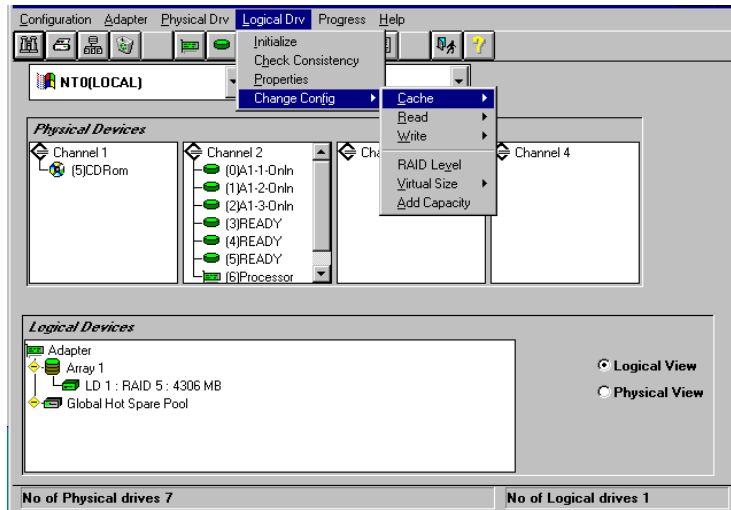 Configuration Adapter Physical Drv Logical Drv Progress Help
Initialize
Check Consistency
Properties
Change Config
Cache
Read
Write
RAID Level
Virtual Size
Add Capacity
NT0(LOCAL)
Physical Devices
Channel 1
(5)CDRom
Channel 2
(0)A1-1-Onln
(1)A1-2-Onln
(2)A1-3-Onln
(3)READY
(4)READY
(5)READY
(6)Processor
Channel 4
Logical Devices
Adapter
Array 1
LD 1 : RAID 5 : 4306 MB
Global Hot Spare Pool
Logical View
Physical View
No of Physical drives 7
No of Logical drives 1